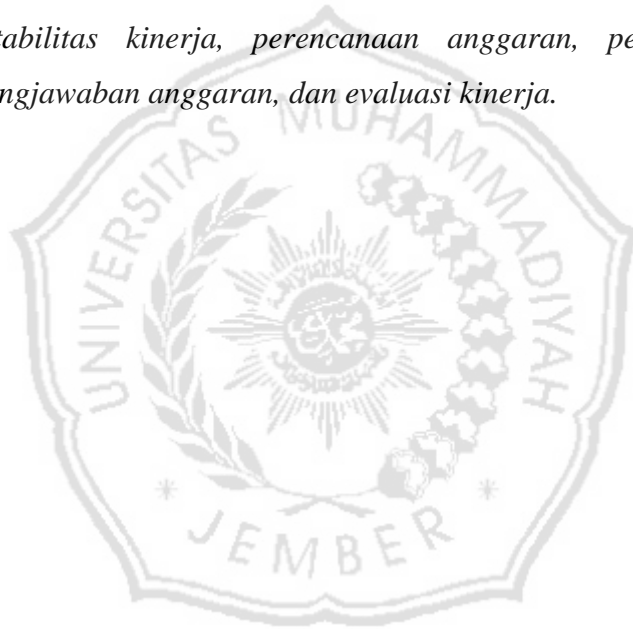 tabilitas kinerja, perencanaan anggaran, pe
ngjawaban anggaran, dan evaluasi kinerja.
UNIVERSITAS MUHAMMADIYAH
JEMBER